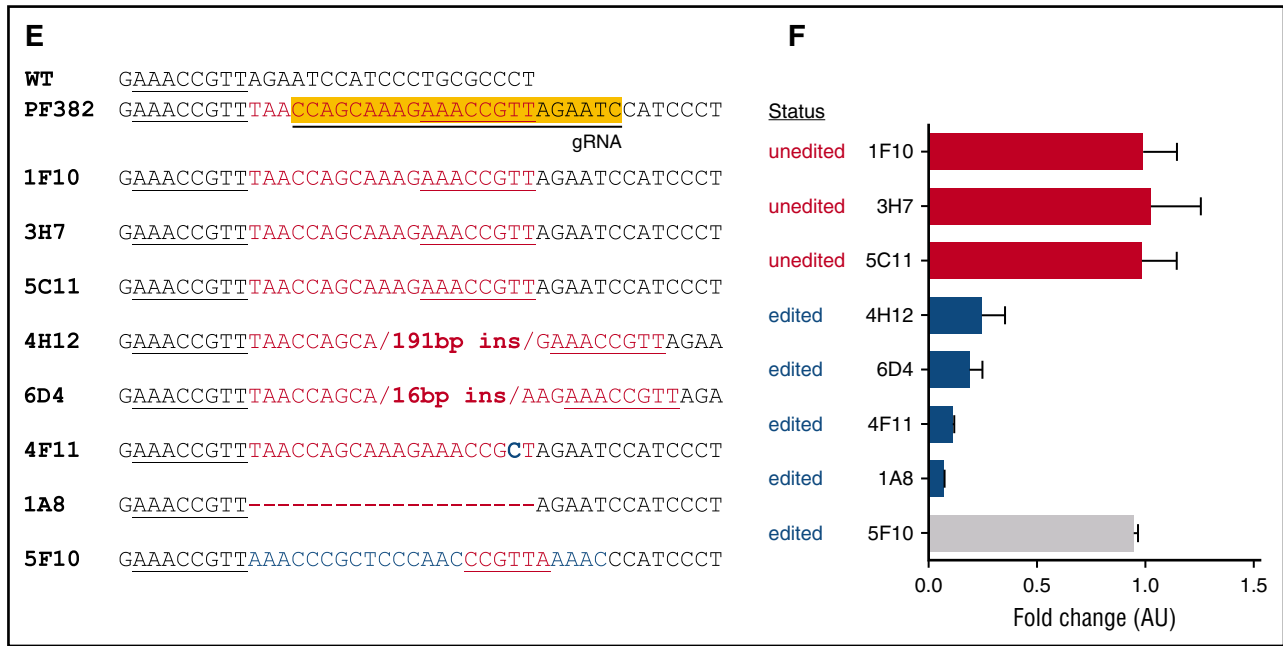 E
WT GAAACCGTTAGAATCCATCCCTGCGCCCT
PF382 GAAACCGTTTAACCAGCAAAGAAACCGTTAGAATCCATCCCT
gRNA
1F10 GAAACCGTTTAACCAGCAAAGAAACCGTTAGAATCCATCCCT
3H7 GAAACCGTTTAACCAGCAAAGAAACCGTTAGAATCCATCCCT
5C11 GAAACCGTTTAACCAGCAAAGAAACCGTTAGAATCCATCCCT
4H12 GAAACCGTTTAACCAGCA/191bp ins/GAAACCGTTAGAA
6D4 GAAACCGTTTAACCAGCA/16bp ins/AAGAAACCGTTAGA
4F11 GAAACCGTTTAACCAGCAAAGAAACCGCTAGAATCCATCCCT
1A8 GAAACCGTT--------------------AGAATCCATCCCT
5F10 GAAACCGTTAAACCCGCTCCCAACCCGTTAAAACCCATCCCT
F
Status
unedited 1F10
unedited 3H7
unedited 5C11
edited 4H12
edited 6D4
edited 4F11
edited 1A8
edited 5F10
0.0 0.5 1.0 1.5
Fold change (AU)